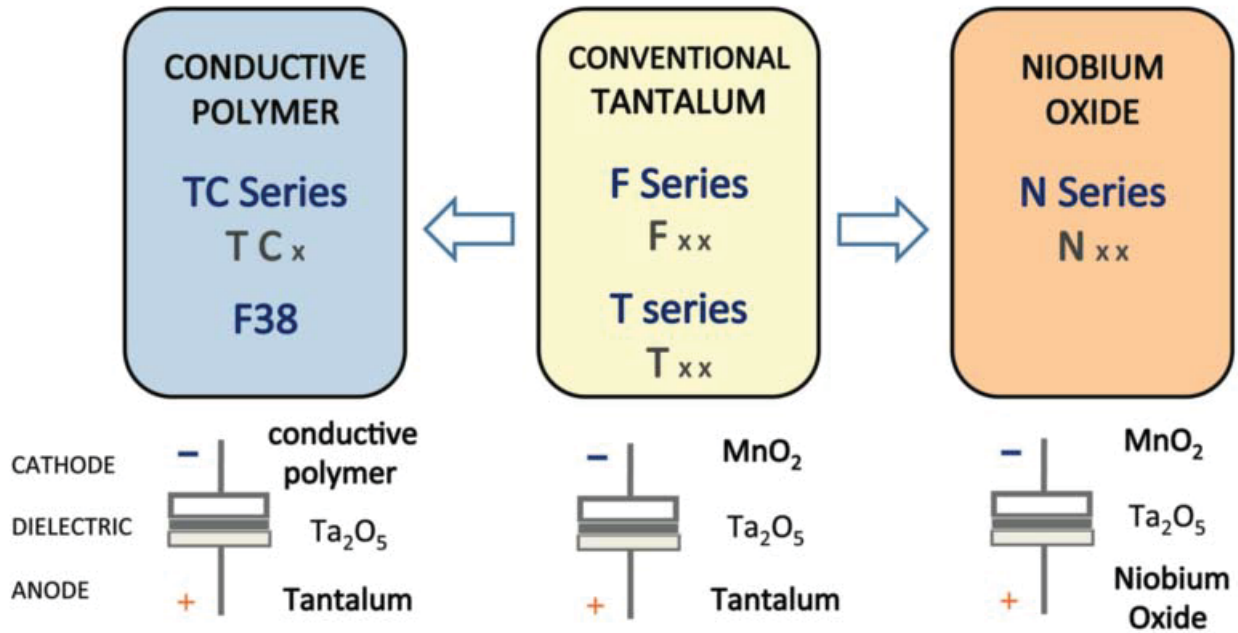 CONDUCTIVE
POLYMER
TC Series
T C x
F38
CONVENTIONAL
TANTALUM
F Series
F x x
T series
T x x
NIOBIUM
OXIDE
N Series
N x x
CATHODE
DIELECTRIC
ANODE
−
conductive
polymer
Ta₂O₅
+
Tantalum
−
MnO₂
Ta₂O₅
+
Tantalum
−
MnO₂
Ta₂O₅
+
Niobium
Oxide